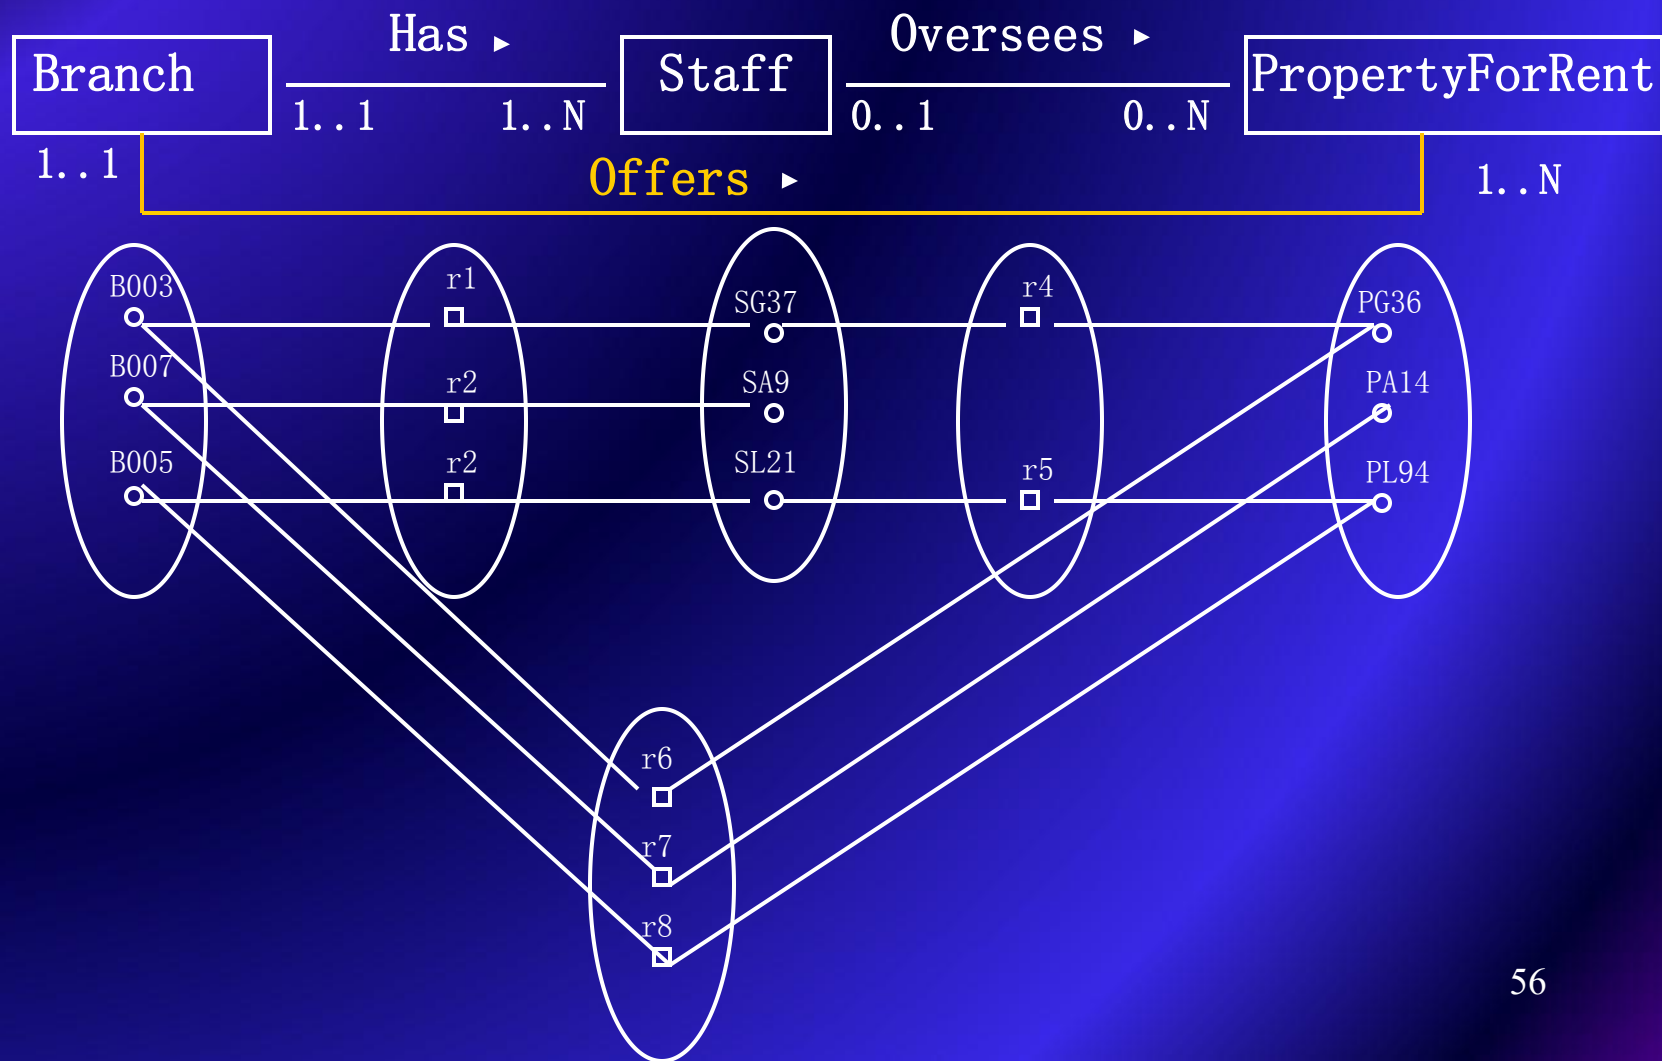 Has ►
Oversees ►
Branch
Staff
PropertyForRent
1..1
1..N
0..1
0..N
1..1
Offers ►
1..N
B003
r1
SG37
r4
PG36
B007
r2
SA9
PA14
B005
r2
SL21
r5
PL94
r6
r7
r8
56